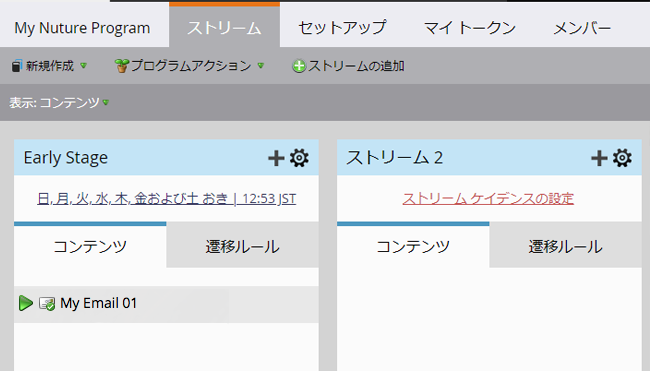 My Nuture Program ストリーム セットアップ マイ トークン メンバー
新規作成 プログラムアクション ストリームの追加
表示: コンテンツ
Early Stage
日, 月, 火, 水, 木, 金および土 おき | 12:53 JST
コンテンツ 遷移ルール
My Email 01
ストリーム 2
ストリーム ケイデンスの設定
コンテンツ 遷移ルール